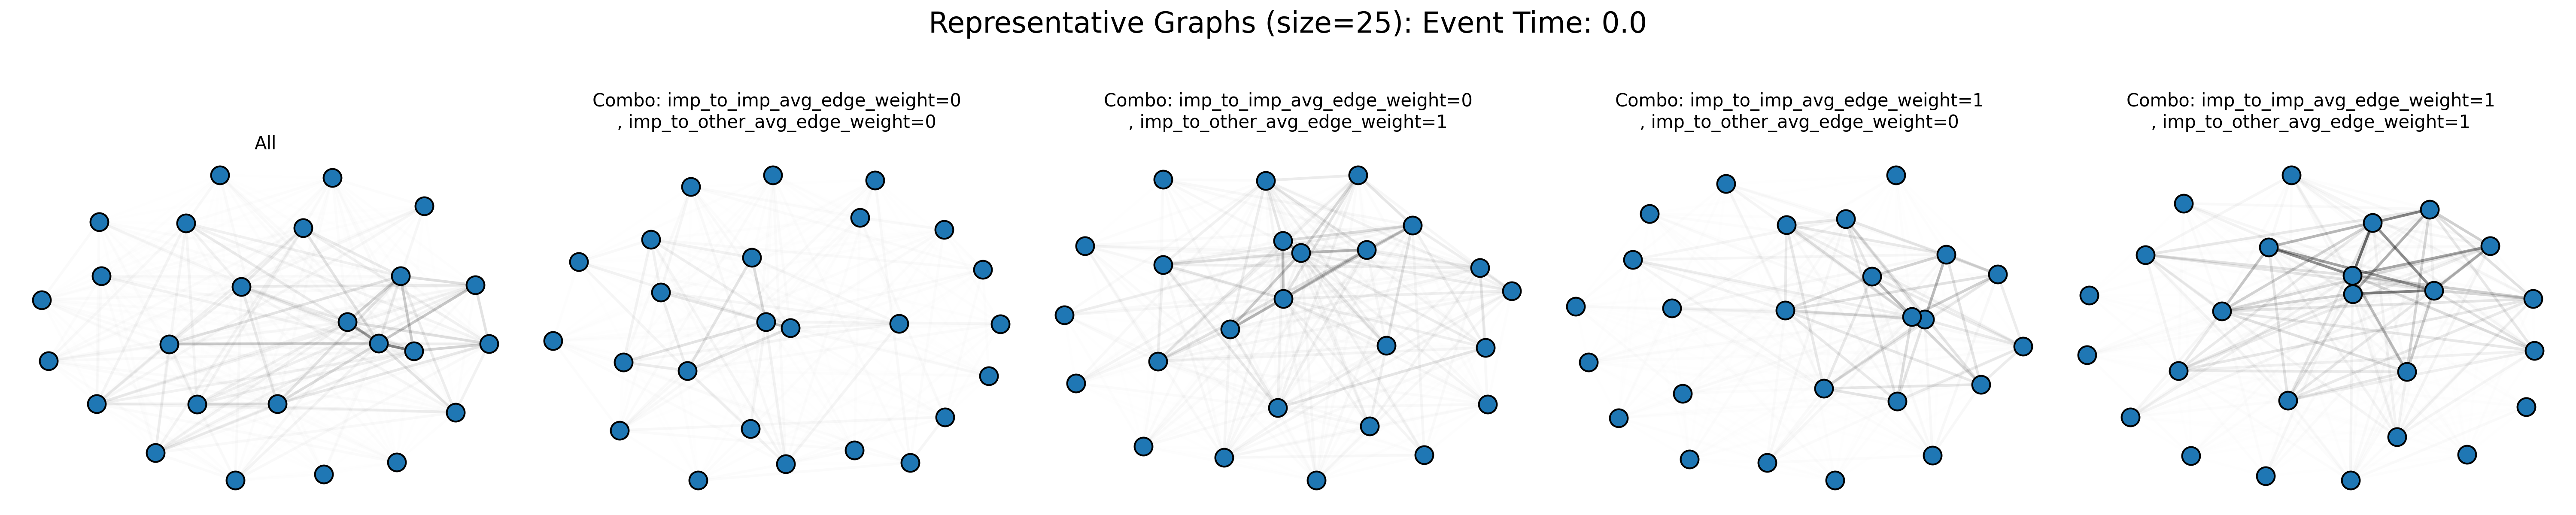 Representative Graphs (size=25): Event Time: 0.0
All
Combo: imp_to_imp_avg_edge_weight=0
, imp_to_other_avg_edge_weight=0
Combo: imp_to_imp_avg_edge_weight=0
, imp_to_other_avg_edge_weight=1
Combo: imp_to_imp_avg_edge_weight=1
, imp_to_other_avg_edge_weight=0
Combo: imp_to_imp_avg_edge_weight=1
, imp_to_other_avg_edge_weight=1